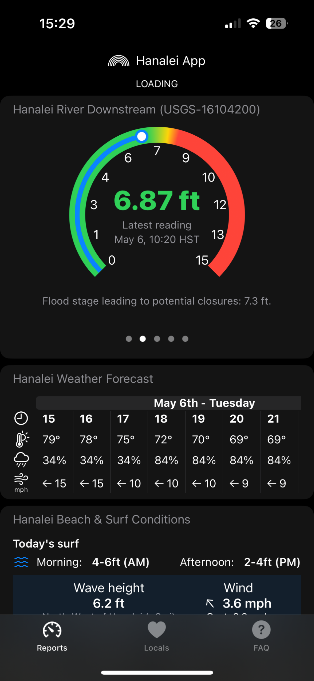 15:29
26
Hanalei App
LOADING
Hanalei River Downstream (USGS-16104200)
0 1 3 4 6 7 9 10 12 13 15
6.87 ft
Latest reading
May 6, 10:20 HST
Flood stage leading to potential closures: 7.3 ft.
Hanalei Weather Forecast
May 6th - Tuesday
15 16 17 18 19 20 21
79° 78° 75° 72° 70° 69° 69°
34% 34% 34% 84% 84% 84% 84%
mph ← 15 ← 15 ← 10 ← 10 ← 10 ← 9 ← 9
Hanalei Beach & Surf Conditions
Today's surf
Morning: 4-6ft (AM) Afternoon: 2-4ft (PM)
Wave height Wind
6.2 ft 3.6 mph
Reports Locals FAQ